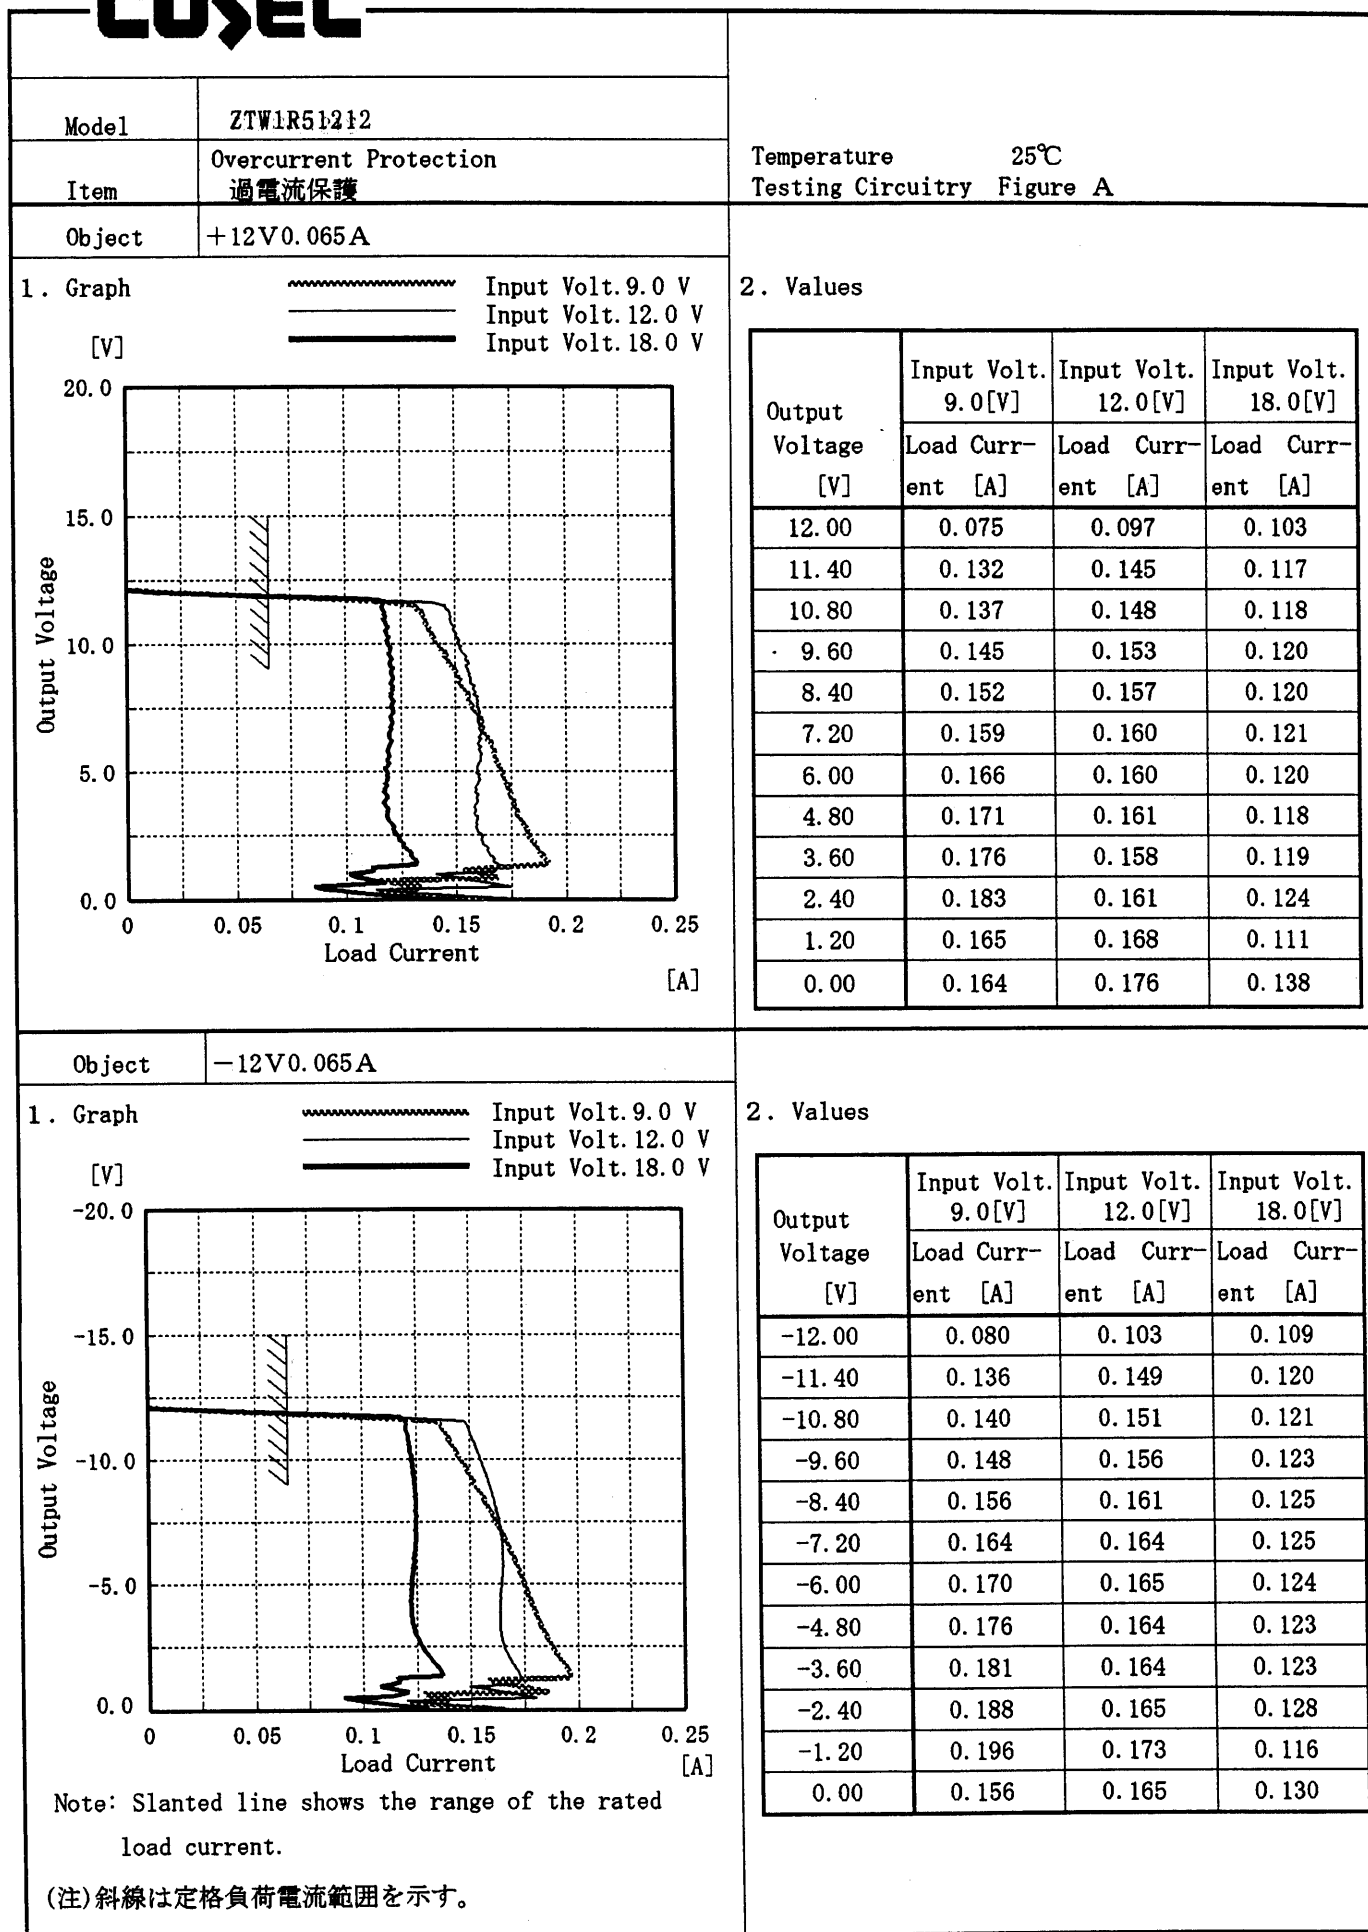 COSEL
Model ZTW1R51212
Item Overcurrent Protection
過電流保護
Temperature 25℃
Testing Circuitry Figure A
Object +12V0.065A
1. Graph
Input Volt. 9.0 V
Input Volt. 12.0 V
Input Volt. 18.0 V
[V]
20.0
15.0
10.0
5.0
0.0
Output Voltage
0 0.05 0.1 0.15 0.2 0.25
Load Current
[A]
2. Values
Output Voltage [V] Input Volt. 9.0[V] Input Volt. 12.0[V] Input Volt. 18.0[V]
Load Curr- Load Curr- Load Curr-
ent [A] ent [A] ent [A]
12.00 0.075 0.097 0.103
11.40 0.132 0.145 0.117
10.80 0.137 0.148 0.118
9.60 0.145 0.153 0.120
8.40 0.152 0.157 0.120
7.20 0.159 0.160 0.121
6.00 0.166 0.160 0.120
4.80 0.171 0.161 0.118
3.60 0.176 0.158 0.119
2.40 0.183 0.161 0.124
1.20 0.165 0.168 0.111
0.00 0.164 0.176 0.138
Object −12V0.065A
1. Graph
Input Volt. 9.0 V
Input Volt. 12.0 V
Input Volt. 18.0 V
[V]
-20.0
-15.0
-10.0
-5.0
0.0
Output Voltage
0 0.05 0.1 0.15 0.2 0.25
Load Current
[A]
Note: Slanted line shows the range of the rated
load current.
(注)斜線は定格負荷電流範囲を示す。
2. Values
Output Voltage [V] Input Volt. 9.0[V] Input Volt. 12.0[V] Input Volt. 18.0[V]
Load Curr- Load Curr- Load Curr-
ent [A] ent [A] ent [A]
-12.00 0.080 0.103 0.109
-11.40 0.136 0.149 0.120
-10.80 0.140 0.151 0.121
-9.60 0.148 0.156 0.123
-8.40 0.156 0.161 0.125
-7.20 0.164 0.164 0.125
-6.00 0.170 0.165 0.124
-4.80 0.176 0.164 0.123
-3.60 0.181 0.164 0.123
-2.40 0.188 0.165 0.128
-1.20 0.196 0.173 0.116
0.00 0.156 0.165 0.130